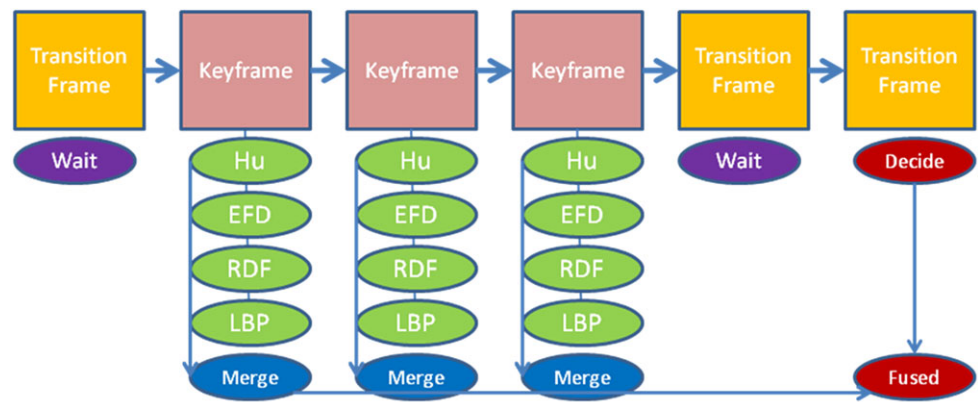 Transition
Frame
Keyframe
Keyframe
Keyframe
Transition
Frame
Transition
Frame
Wait
Hu
Hu
Hu
Wait
Decide
EFD
EFD
EFD
RDF
RDF
RDF
LBP
LBP
LBP
Merge
Merge
Merge
Fused